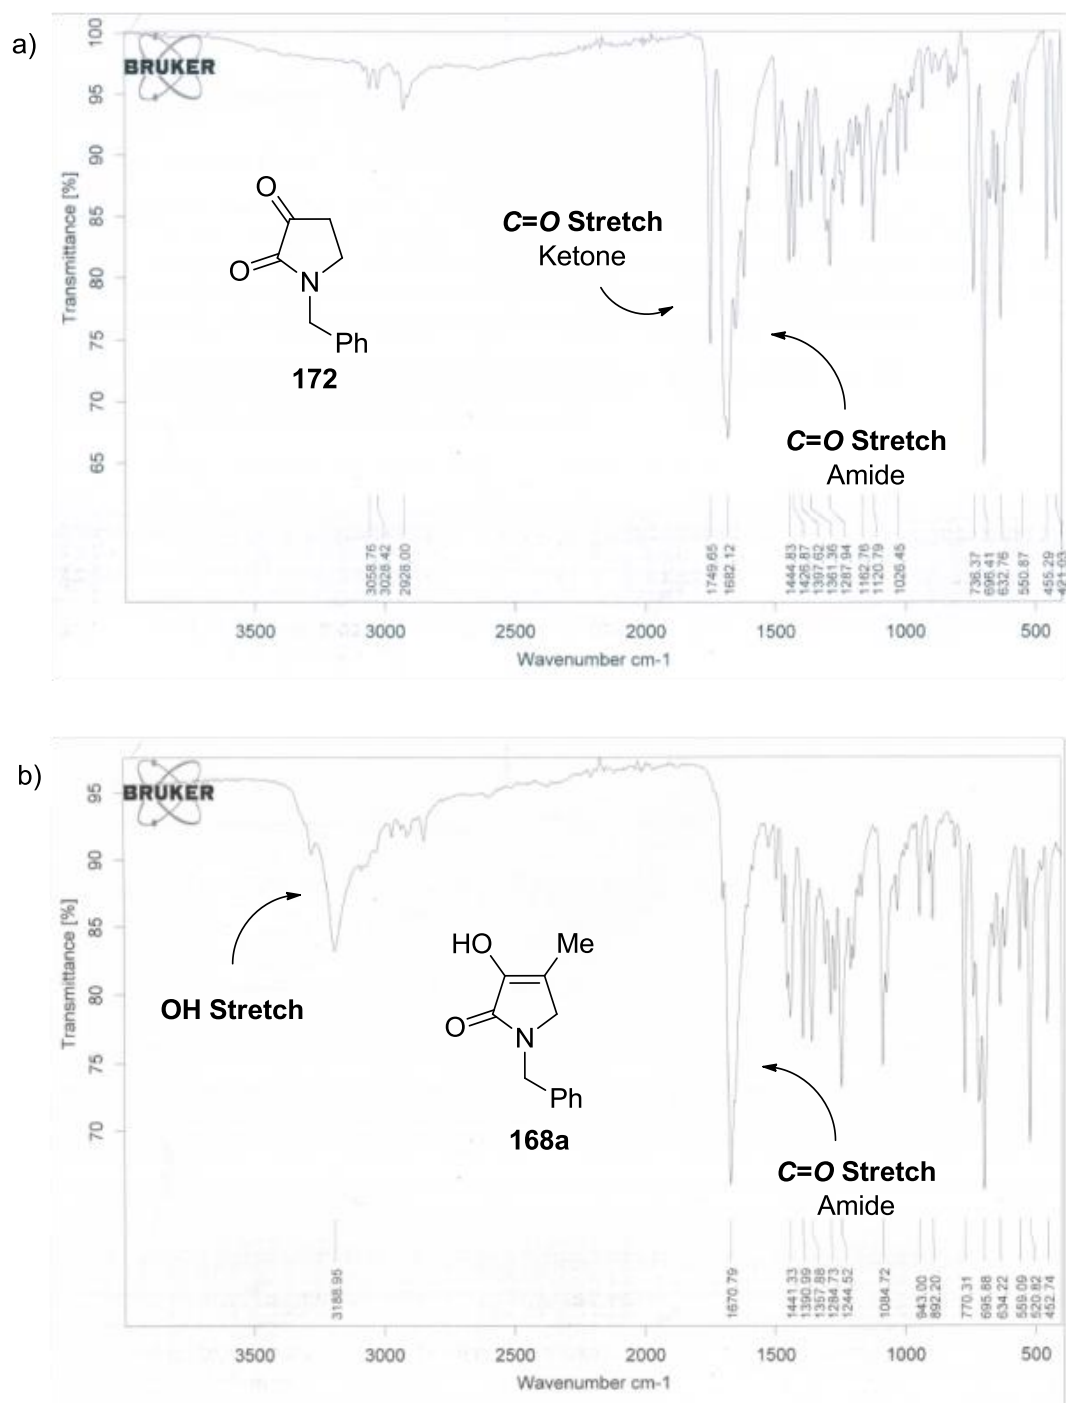 a)
BRUKER
100
95
90
85
80
75
70
65
Transmittance [%]
O
O
N
Ph
172
C=O Stretch
Ketone
C=O Stretch
Amide
3058.76
3028.42
2928.00
1749.65
1682.12
1444.83
1426.87
1397.62
1361.36
1287.94
1162.76
1120.79
1026.45
736.37
696.41
632.76
550.87
455.29
421.03
3500 3000 2500 2000 1500 1000 500
Wavenumber cm-1
b)
BRUKER
95
90
85
80
75
70
Transmittance [%]
OH Stretch
HO
Me
O
N
Ph
168a
C=O Stretch
Amide
3188.95
1670.79
1441.33
1390.99
1357.88
1284.73
1244.52
1084.72
943.00
892.20
770.31
695.88
634.22
559.09
520.82
452.74
3500 3000 2500 2000 1500 1000 500
Wavenumber cm-1